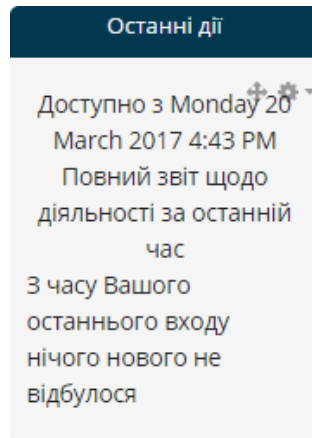 Останні дії
Доступно з Monday 20
March 2017 4:43 PM
Повний звіт щодо
діяльності за останній
час
З часу Вашого
останнього входу
нічого нового не
відбулося